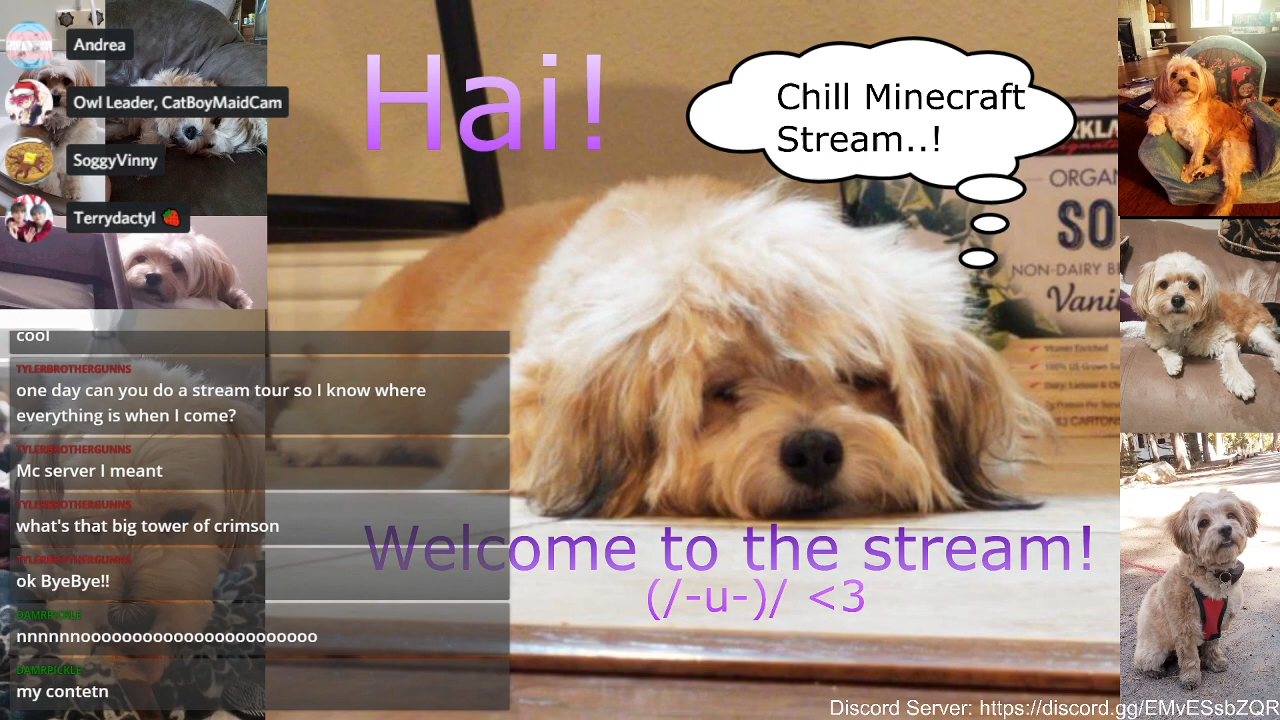 Andrea
Owl Leader, CatBoyMaidCam
SoggyVinny
Terrydactyl 🍓
Hai!
Chill Minecraft
Stream..!
ORGAN
SO
NON-DAIRY
Vani
cool
TYLERBROTHERGUNNS
one day can you do a stream tour so I know where
everything is when I come?
TYLERBROTHERGUNNS
Mc server I meant
TYLERBROTHERGUNNS
what's that big tower of crimson
TYLERBROTHERGUNNS
ok ByeBye!!
DAMRPICKLE
nnnnnnooooooooooooooooooooooo
DAMRPICKLE
my contetn
Welcome to the stream!
(/-u-)/ <3
Discord Server: https://discord.gg/EMvESsbZQR